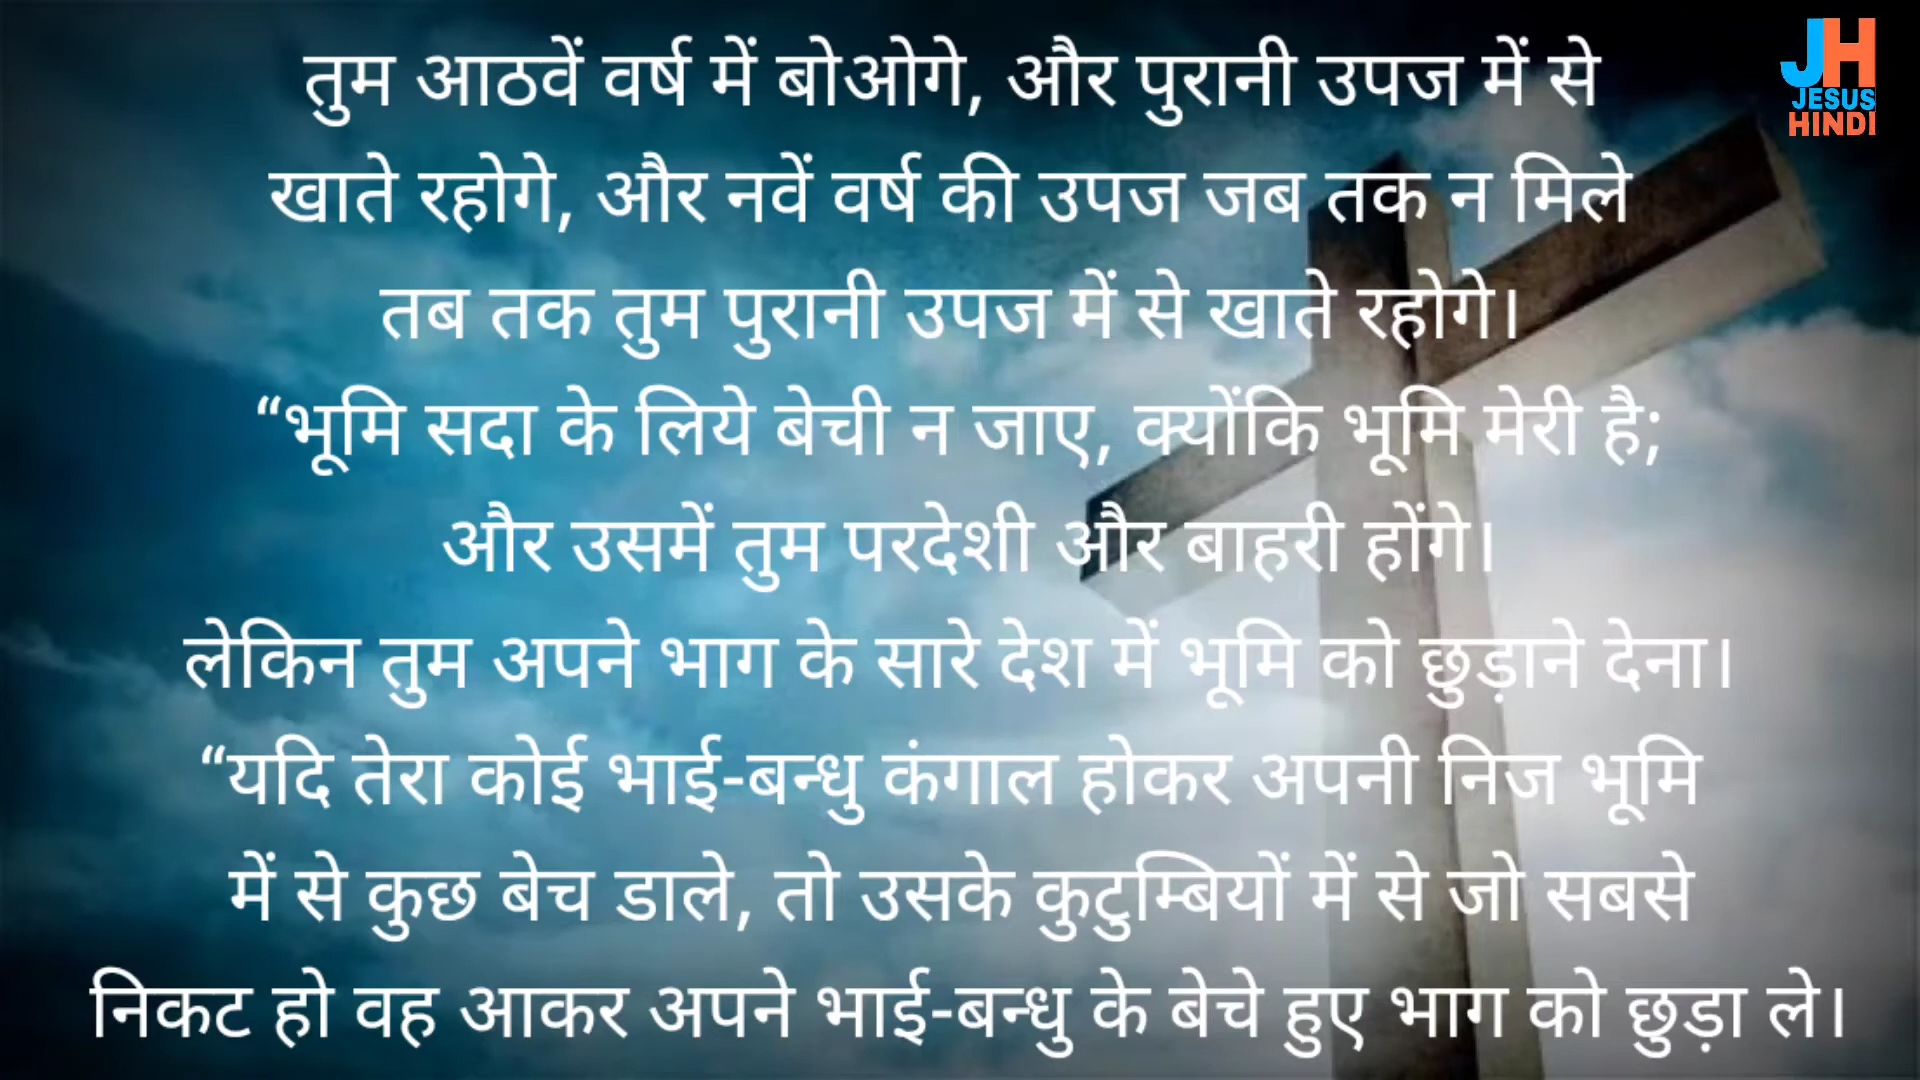 तुम आठवें वर्ष में बोओगे, और पुरानी उपज में से
खाते रहोगे, और नवें वर्ष की उपज जब तक न मिले
तब तक तुम पुरानी उपज में से खाते रहोगे।
“भूमि सदा के लिये बेची न जाए, क्योंकि भूमि मेरी है;
और उसमें तुम परदेशी और बाहरी होंगे।
लेकिन तुम अपने भाग के सारे देश में भूमि को छुड़ाने देना।
“यदि तेरा कोई भाई-बन्धु कंगाल होकर अपनी निज भूमि
में से कुछ बेच डाले, तो उसके कुटुम्बियों में से जो सबसे
निकट हो वह आकर अपने भाई-बन्धु के बेचे हुए भाग को छुड़ा ले।
JH
JESUS
HINDI